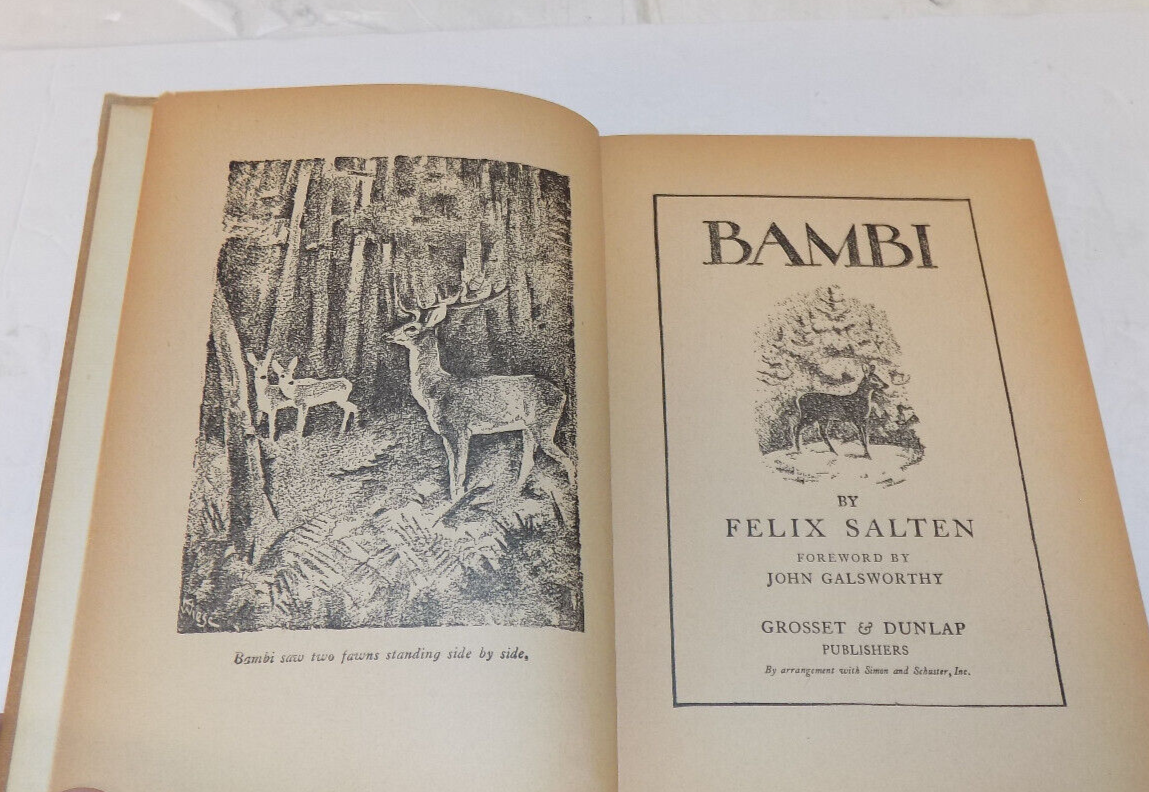 Bambi saw two fawns standing side by side,
BAMBI
BY
FELIX SALTEN
FOREWORD BY
JOHN GALSWORTHY
GROSSET & DUNLAP
PUBLISHERS
By arrangement with Simon and Schuster, Inc.